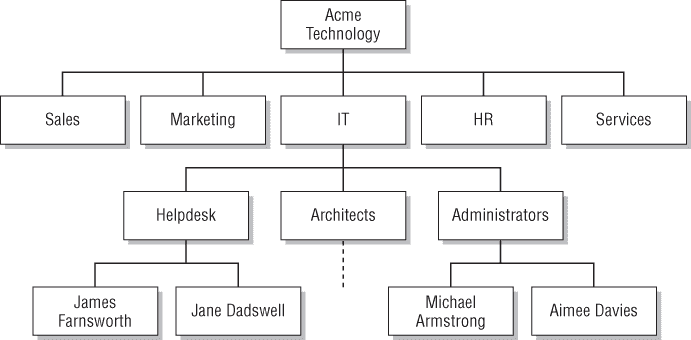 Acme
Technology
Sales
Marketing
IT
HR
Services
Helpdesk
Architects
Administrators
James
Farnsworth
Jane Dadswell
Michael
Armstrong
Aimee Davies